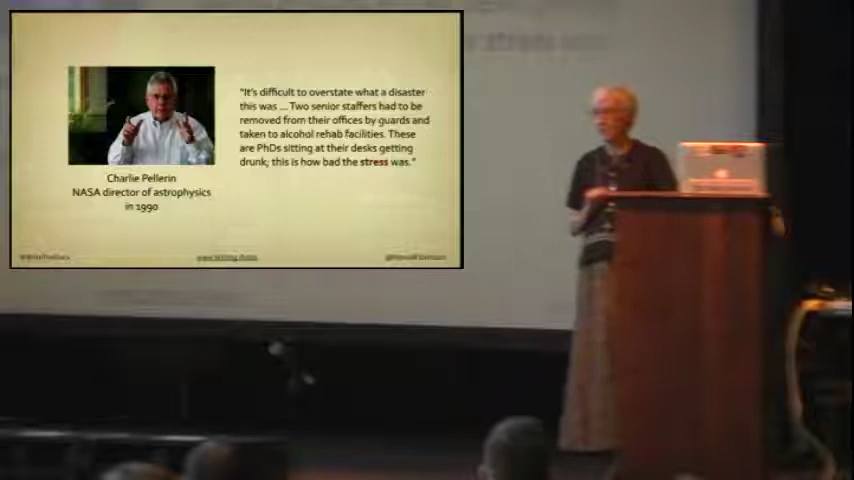 "It's difficult to overstate what a disaster
this was ... Two senior staffers had to be
removed from their offices by guards and
taken to alcohol rehab facilities. These
are PhDs sitting at their desks getting
drunk; this is how bad the stress was."
Charlie Pellerin
NASA director of astrophysics
in 1990